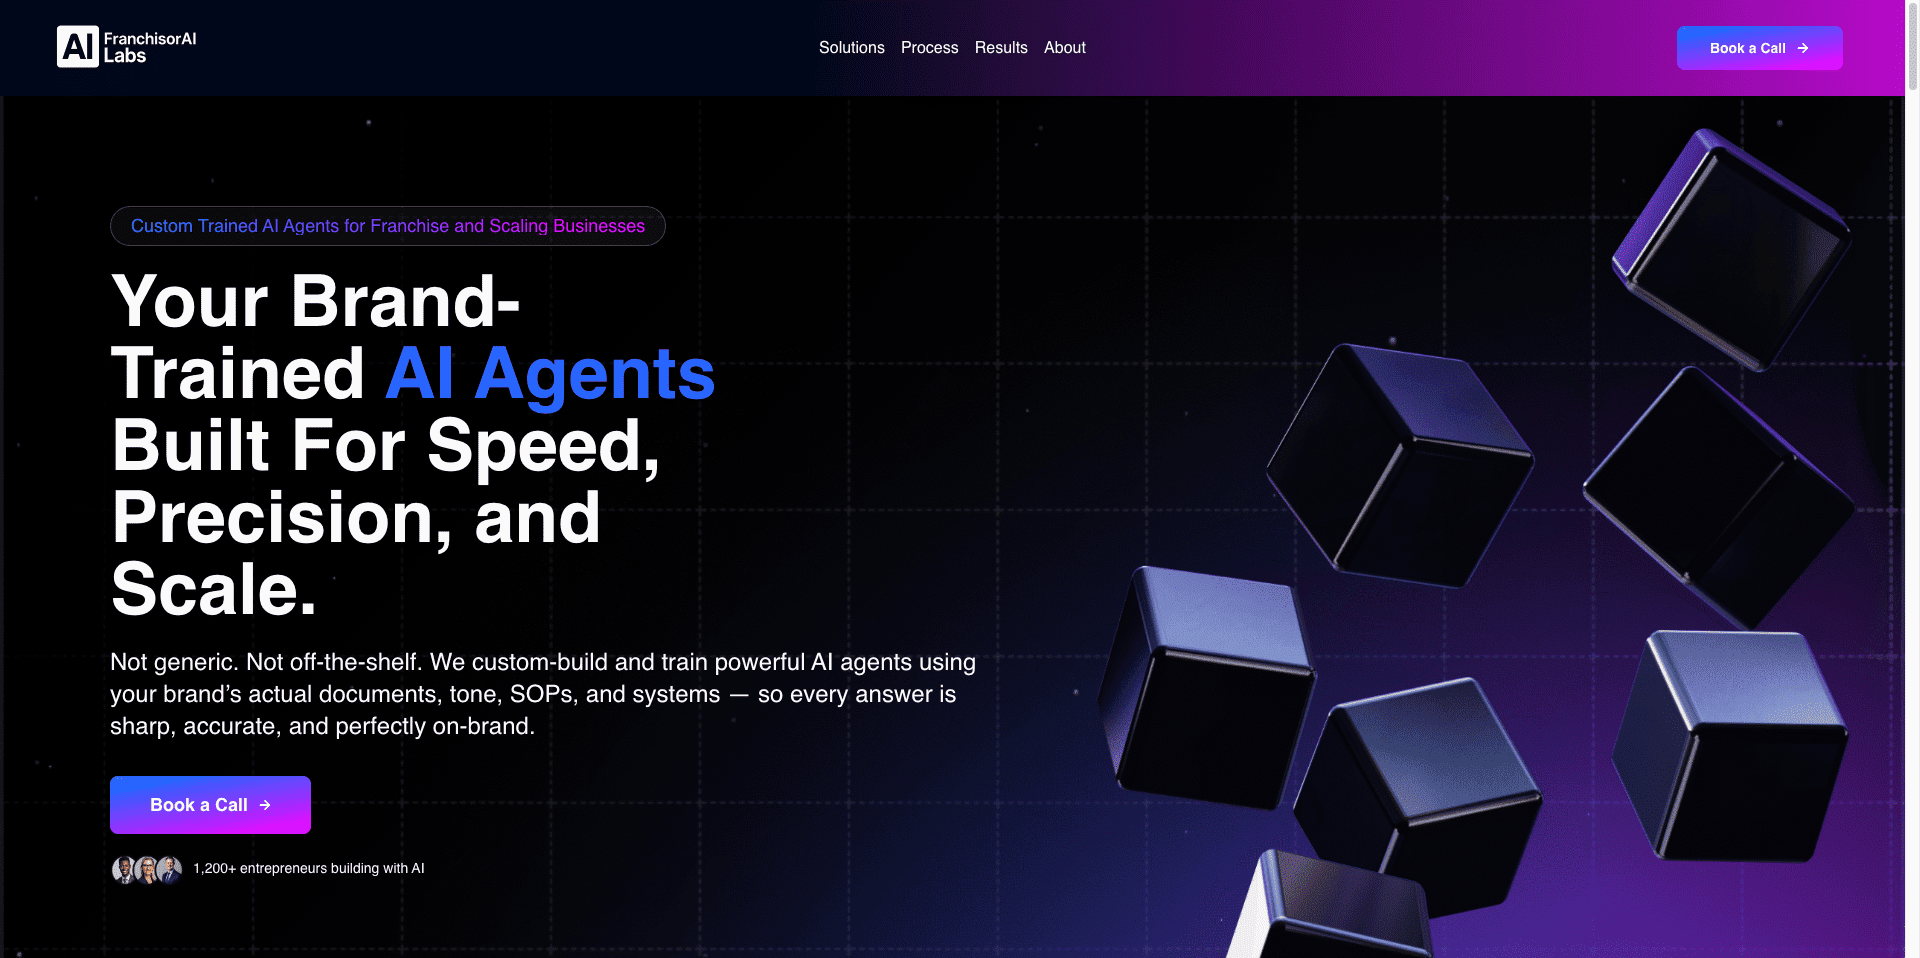 AI FranchisorAI
Labs
Solutions Process Results About
Book a Call →
Custom Trained AI Agents for Franchise and Scaling Businesses
Your Brand-
Trained AI Agents
Built For Speed,
Precision, and
Scale.
Not generic. Not off-the-shelf. We custom-build and train powerful AI agents using
your brand’s actual documents, tone, SOPs, and systems — so every answer is
sharp, accurate, and perfectly on-brand.
Book a Call →
1,200+ entrepreneurs building with AI